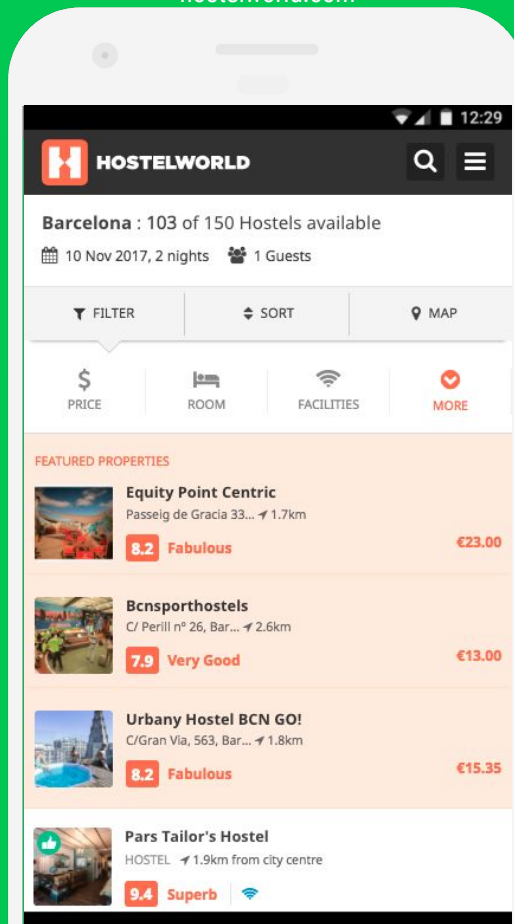 hostelworld.com
12:29
HOSTELWORLD
Barcelona : 103 of 150 Hostels available
10 Nov 2017, 2 nights 1 Guests
FILTER SORT MAP
PRICE ROOM FACILITIES MORE
FEATURED PROPERTIES
Equity Point Centric
Passeig de Gracia 33... 1.7km
8.2 Fabulous €23.00
Bcnsporthostels
C/ Perill nº 26, Bar... 2.6km
7.9 Very Good €13.00
Urbany Hostel BCN GO!
C/Gran Via, 563, Bar... 1.8km
8.2 Fabulous €15.35
Pars Tailor's Hostel
HOSTEL 1.9km from city centre
9.4 Superb